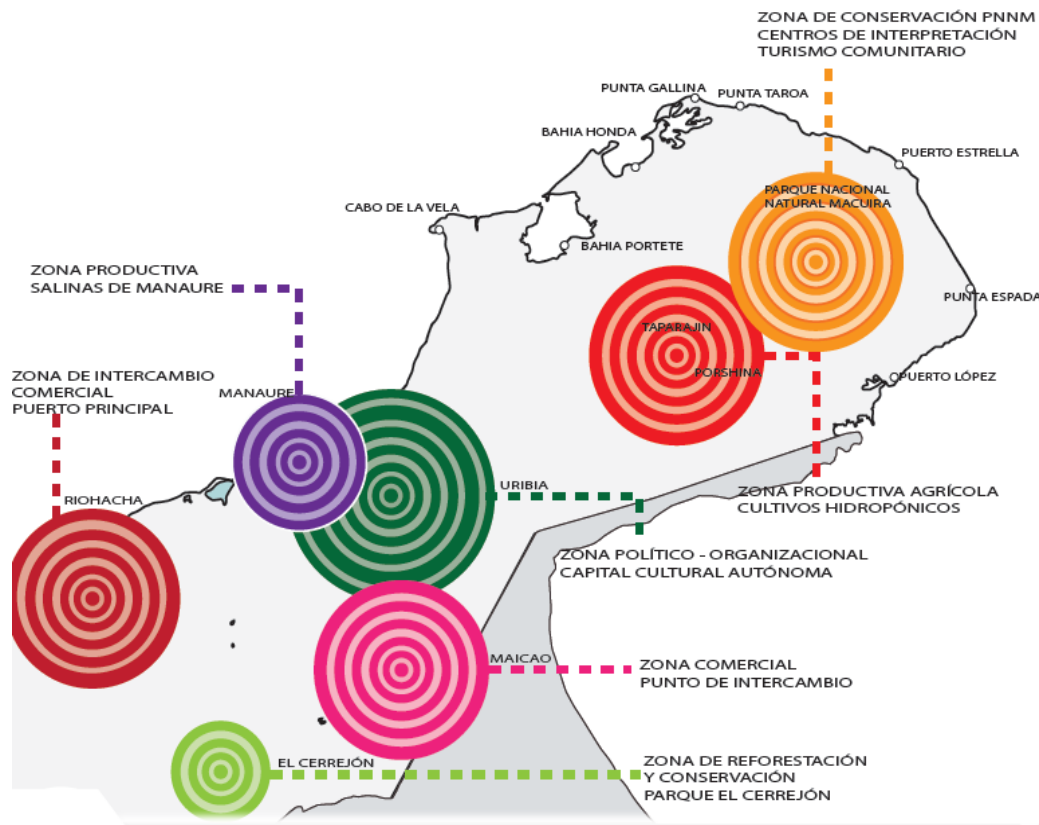 ZONA DE CONSERVACIÓN PNNM
CENTROS DE INTERPRETACIÓN
TURISMO COMUNITARIO
PUNTA GALLINA
PUNTA TAROA
BAHIA HONDA
PUERTO ESTRELLA
PARQUE NACIONAL
NATURAL MACUIRA
CABO DE LA VELA
BAHIA PORTETE
ZONA PRODUCTIVA
SALINAS DE MANAURE
PUNTA ESPADA
TAPARAJIN
PORSHINA
PUERTO LÓPEZ
ZONA DE INTERCAMBIO
COMERCIAL
PUERTO PRINCIPAL
MANAURE
RIOHACHA
URIBIA
ZONA PRODUCTIVA AGRÍCOLA
CULTIVOS HIDROPÓNICOS
ZONA POLÍTICO - ORGANIZACIONAL
CAPITAL CULTURAL AUTÓNOMA
MAICAO
ZONA COMERCIAL
PUNTO DE INTERCAMBIO
EL CERREJÓN
ZONA DE REFORESTACIÓN
Y CONSERVACIÓN
PARQUE EL CERREJÓN